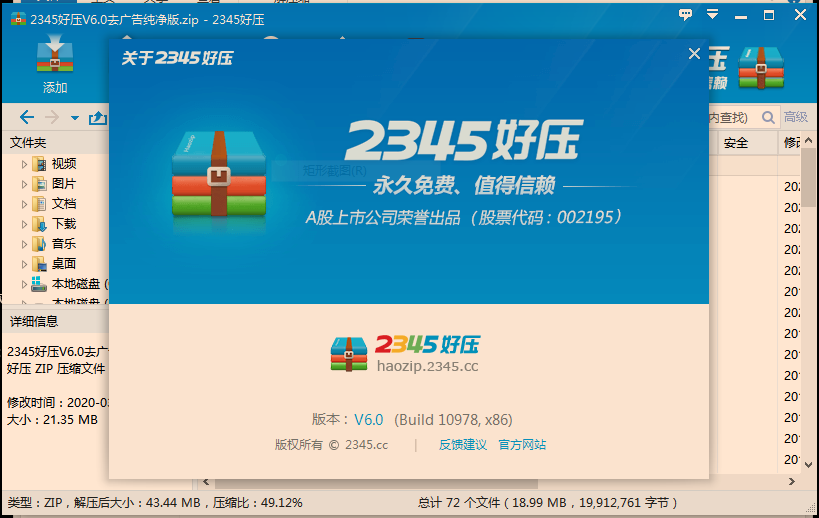 2345好压V6.0去广告纯净版.zip - 2345好压
添加
关于2345好压
2345好压
永久免费、值得信赖
A股上市公司荣誉出品（股票代码：002195）
矩形截图(R)
压
信赖
内查找)
高级
文件夹
安全
修改
视频
图片
文档
下载
音乐
桌面
本地磁盘 (
本地磁盘 (
详细信息
2345好压V6.0去广
好压 ZIP 压缩文件
修改时间：2020-0
大小：21.35 MB
202
202
202
202
202
201
202
201
201
201
201
201
201
201
HaoZip
2345好压
haozip.2345.cc
版本：V6.0 (Build 10978, x86)
版权所有 © 2345.cc | 反馈建议 官方网站
类型：ZIP，解压后大小：43.44 MB，压缩比：49.12%
总计 72 个文件（18.99 MB，19,912,761 字节）